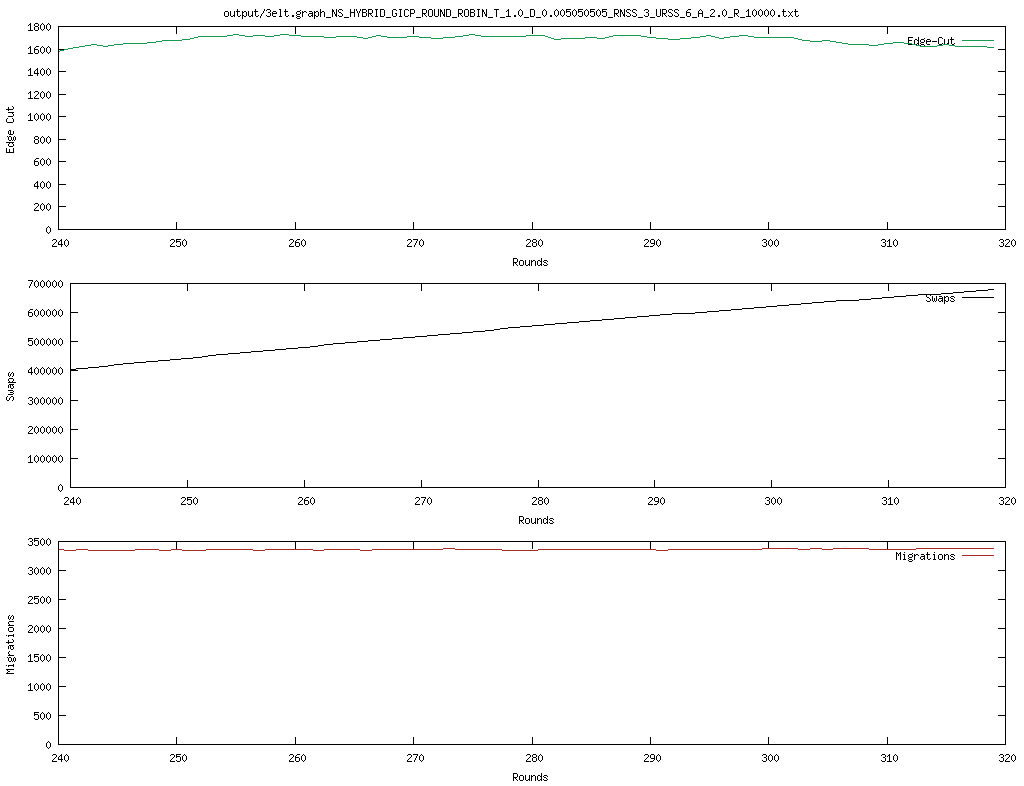 output/3elt.graph_NS_HYBRID_GICP_ROUND_ROBIN_T_1.0_D_0.005050505_RNSS_3_URSS_6_A_2.0_R_10000.txt
1800
1600
1400
1200
1000
800
600
400
200
0
Edge Cut
Edge-Cut
240 250 260 270 280 290 300 310 320
Rounds
700000
600000
500000
400000
300000
200000
100000
0
Swaps
Swaps
240 250 260 270 280 290 300 310 320
Rounds
3500
3000
2500
2000
1500
1000
500
0
Migrations
Migrations
240 250 260 270 280 290 300 310 320
Rounds